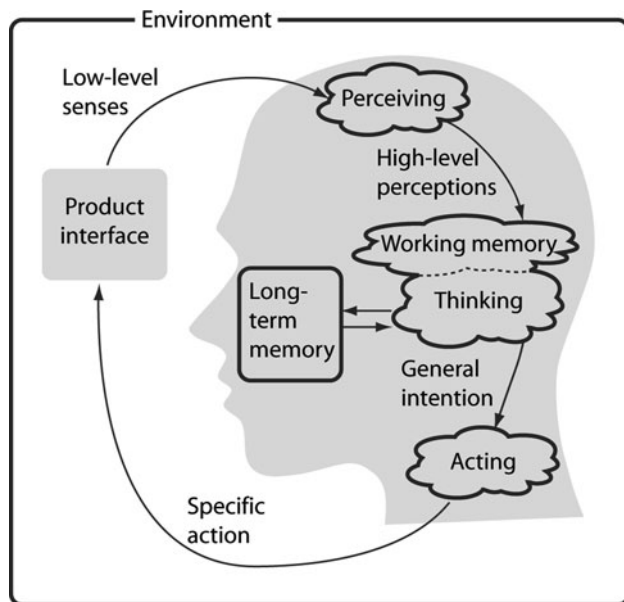 Environment
Low-level
senses
Perceiving
High-level
perceptions
Product
interface
Working memory
Thinking
Long-
term
memory
General
intention
Acting
Specific
action